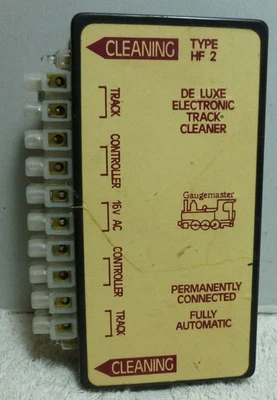 CLEANING
TYPE
HF 2
DE LUXE
ELECTRONIC
TRACK-
CLEANER
TRACK
CONTROLLER
16V AC
CONTROLLER
TRACK
Gaugemaster
PERMANENTLY
CONNECTED
FULLY
AUTOMATIC
CLEANING